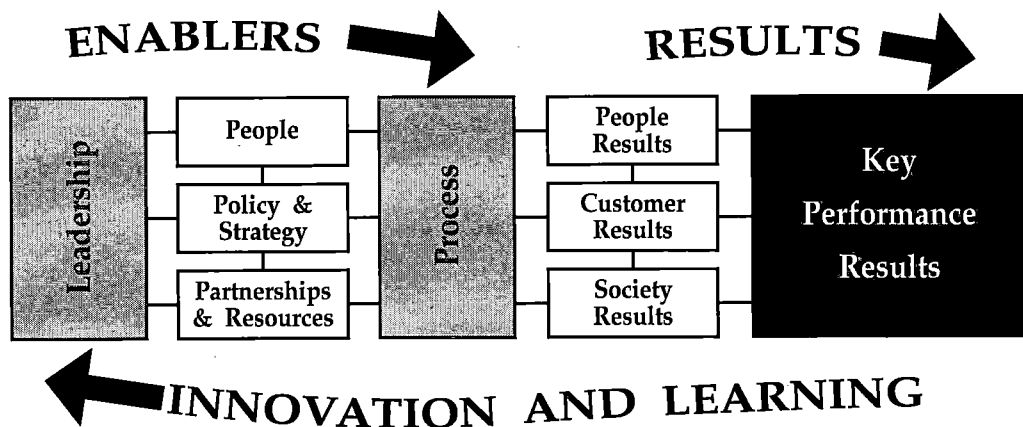 ENABLERS
RESULTS
Leadership
People
Policy &
Strategy
Partnerships
& Resources
Process
People
Results
Customer
Results
Society
Results
Key
Performance
Results
INNOVATION AND LEARNING